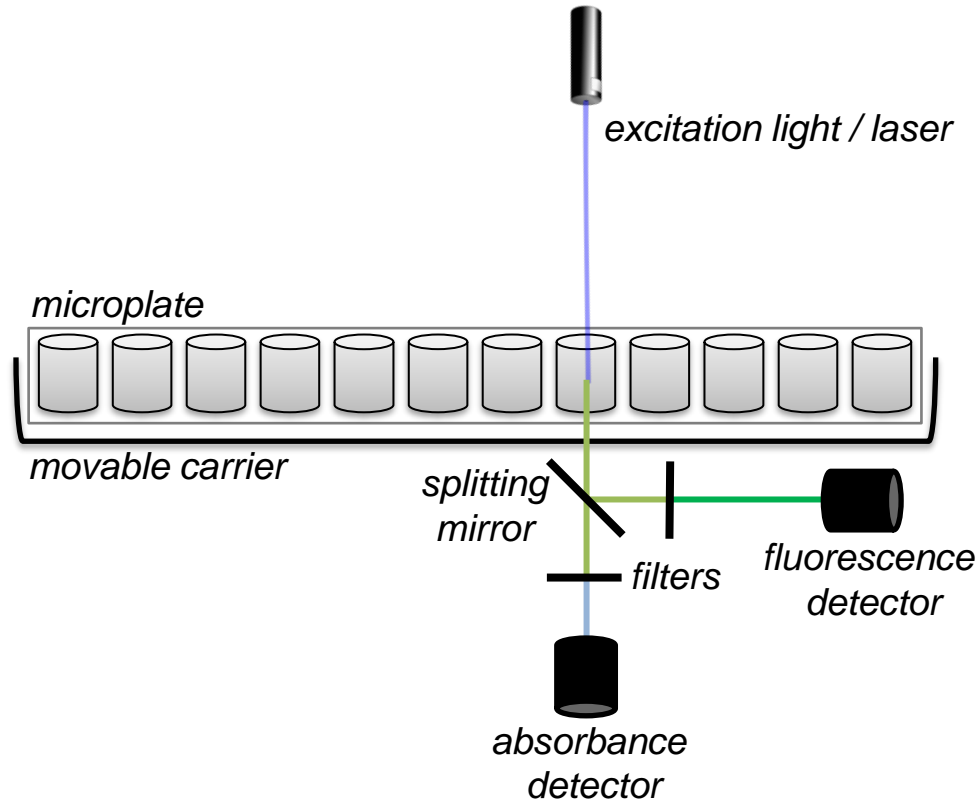 excitation light / laser
microplate
movable carrier
splitting
mirror
filters
fluorescence
detector
absorbance
detector